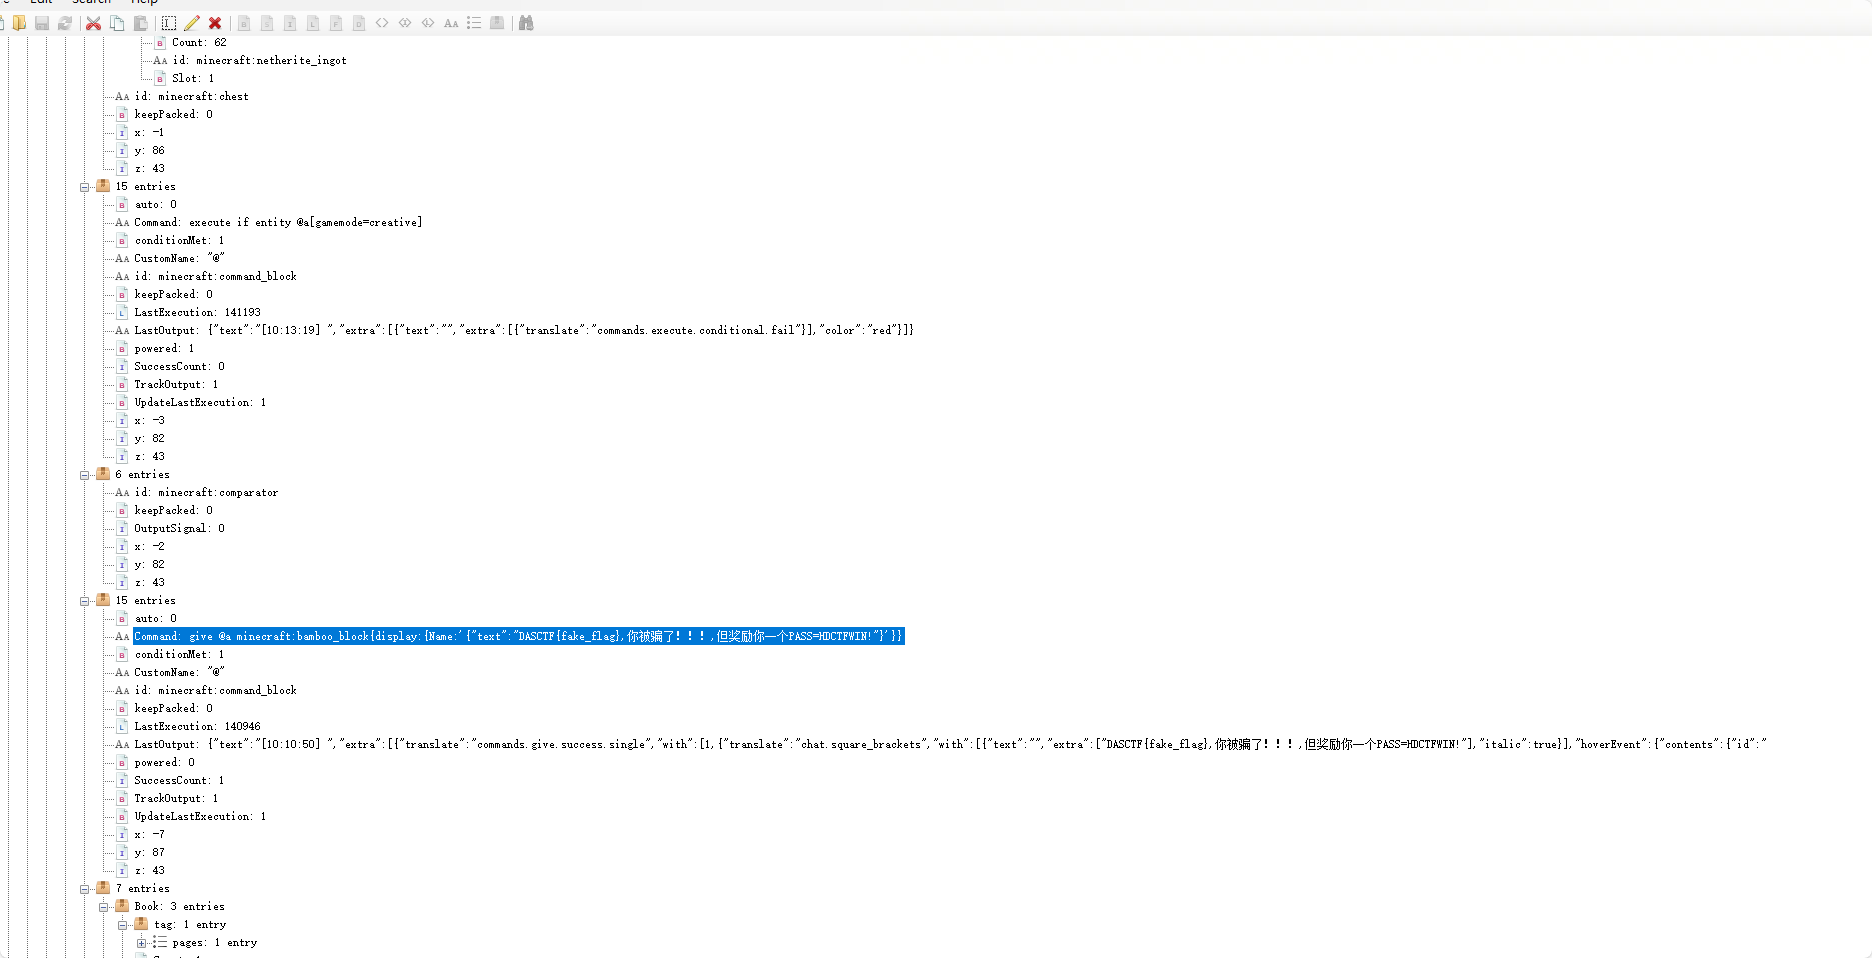 Edit Search Help
Count: 62
id: minecraft:netherite_ingot
Slot: 1
id: minecraft:chest
keepPacked: 0
x: -1
y: 86
z: 43
15 entries
auto: 0
Command: execute if entity @a[gamemode=creative]
conditionMet: 1
CustomName: "@"
id: minecraft:command_block
keepPacked: 0
LastExecution: 141193
LastOutput: {"text":"[10:13:19] ","extra":[{"text":"","extra":[{"translate":"commands.execute.conditional.fail"}],"color":"red"}]}
powered: 1
SuccessCount: 0
TrackOutput: 1
UpdateLastExecution: 1
x: -3
y: 82
z: 43
6 entries
id: minecraft:comparator
keepPacked: 0
OutputSignal: 0
x: -2
y: 82
z: 43
15 entries
auto: 0
Command: give @a minecraft:bamboo_block{display:{Name:'{"text":"DASCTF{fake_flag},你被骗了!!!,但奖励你一个PASS=HDCTFWIN!"}'}}
conditionMet: 1
CustomName: "@"
id: minecraft:command_block
keepPacked: 0
LastExecution: 140946
LastOutput: {"text":"[10:10:50] ","extra":[{"translate":"commands.give.success.single","with":[1,{"translate":"chat.square_brackets","with":[{"text":"","extra":["DASCTF{fake_flag},你被骗了!!!,但奖励你一个PASS=HDCTFWIN!"],"italic":true}],"hoverEvent":{"contents":{"id":"
powered: 0
SuccessCount: 1
TrackOutput: 1
UpdateLastExecution: 1
x: -7
y: 87
z: 43
7 entries
Book: 3 entries
tag: 1 entry
pages: 1 entry